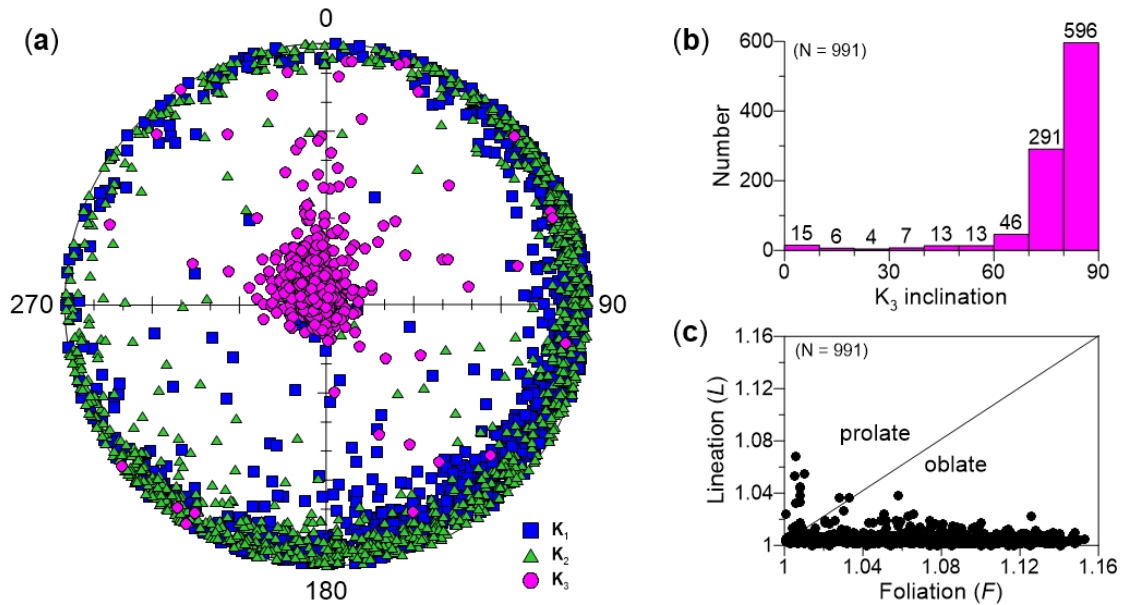 (a)
0
270
90
180
K₁
K₂
K₃
(b)
(N = 991)
600
400
200
0
Number
15 6 4 7 13 13 46 291 596
0 30 60 90
K₃ inclination
(c)
(N = 991)
1.16
1.12
1.08
1.04
1
Lineation (L)
prolate
oblate
1 1.04 1.08 1.12 1.16
Foliation (F)